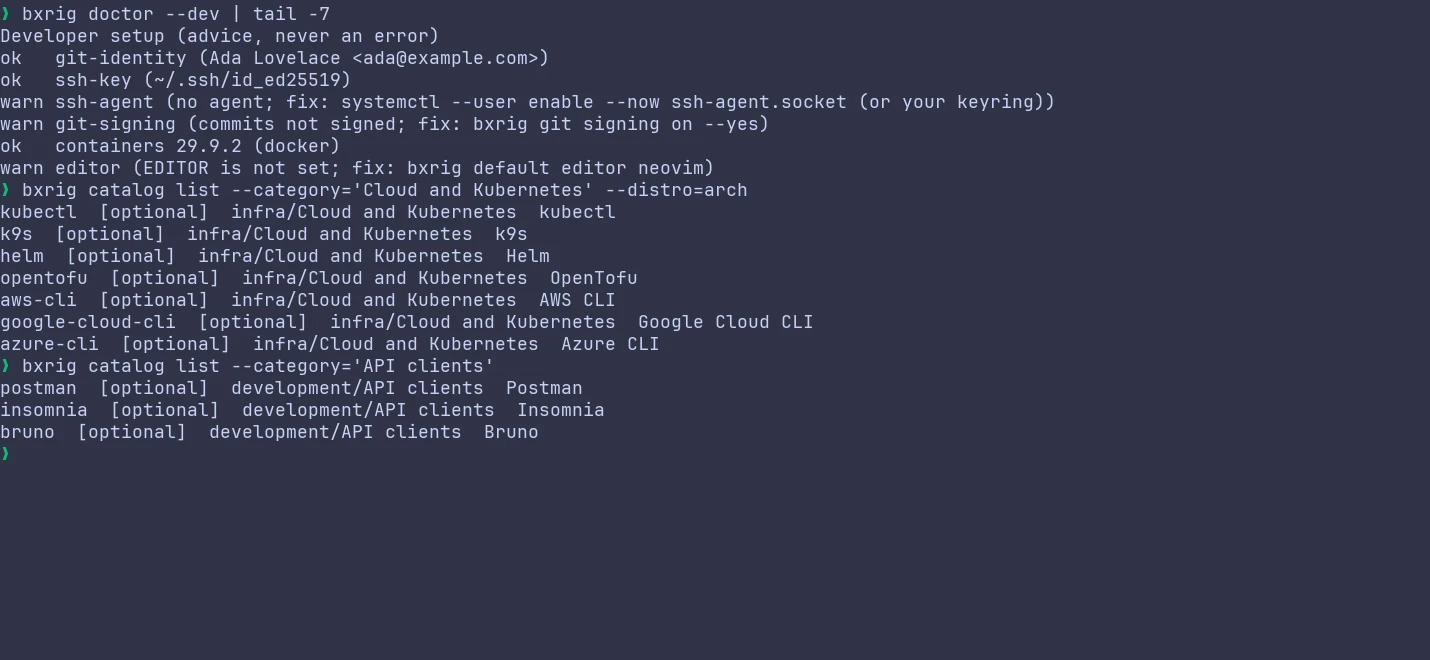 ❯ bxrig doctor --dev | tail -7
Developer setup (advice, never an error)
ok   git-identity (Ada Lovelace <ada@example.com>)
ok   ssh-key (~/.ssh/id_ed25519)
warn ssh-agent (no agent; fix: systemctl --user enable --now ssh-agent.socket (or your keyring))
warn git-signing (commits not signed; fix: bxrig git signing on --yes)
ok   containers 29.9.2 (docker)
warn editor (EDITOR is not set; fix: bxrig default editor neovim)
❯ bxrig catalog list --category='Cloud and Kubernetes' --distro=arch
kubectl  [optional]  infra/Cloud and Kubernetes  kubectl
k9s  [optional]  infra/Cloud and Kubernetes  k9s
helm  [optional]  infra/Cloud and Kubernetes  Helm
opentofu  [optional]  infra/Cloud and Kubernetes  OpenTofu
aws-cli  [optional]  infra/Cloud and Kubernetes  AWS CLI
google-cloud-cli  [optional]  infra/Cloud and Kubernetes  Google Cloud CLI
azure-cli  [optional]  infra/Cloud and Kubernetes  Azure CLI
❯ bxrig catalog list --category='API clients'
postman  [optional]  development/API clients  Postman
insomnia  [optional]  development/API clients  Insomnia
bruno  [optional]  development/API clients  Bruno
❯